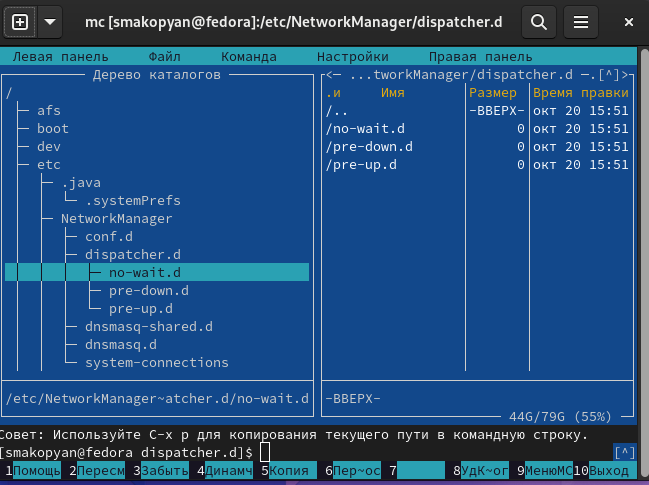 mc [smakopyan@fedora]:/etc/NetworkManager/dispatcher.d
Левая панель Файл Команда Настройки Правая панель
Дерево каталогов
/
afs
boot
dev
etc
.java
.systemPrefs
NetworkManager
conf.d
dispatcher.d
no-wait.d
pre-down.d
pre-up.d
dnsmasq-shared.d
dnsmasq.d
system-connections
/etc/NetworkManager~atcher.d/no-wait.d
<— ...tworkManager/dispatcher.d —.[^]>
.и Имя Размер Время правки
/.. -ВВЕРХ- окт 20 15:51
/no-wait.d 0 окт 20 15:51
/pre-down.d 0 окт 20 15:51
/pre-up.d 0 окт 20 15:51
-ВВЕРХ-
44G/79G (55%)
Совет: Используйте C-x p для копирования текущего пути в командную строку.
[smakopyan@fedora dispatcher.d]$ [^]
1Помощь 2Пересм 3Забыть 4Динамч 5Копия 6Пер~ос 7 8УдК~ог 9МенюMC 10Выход